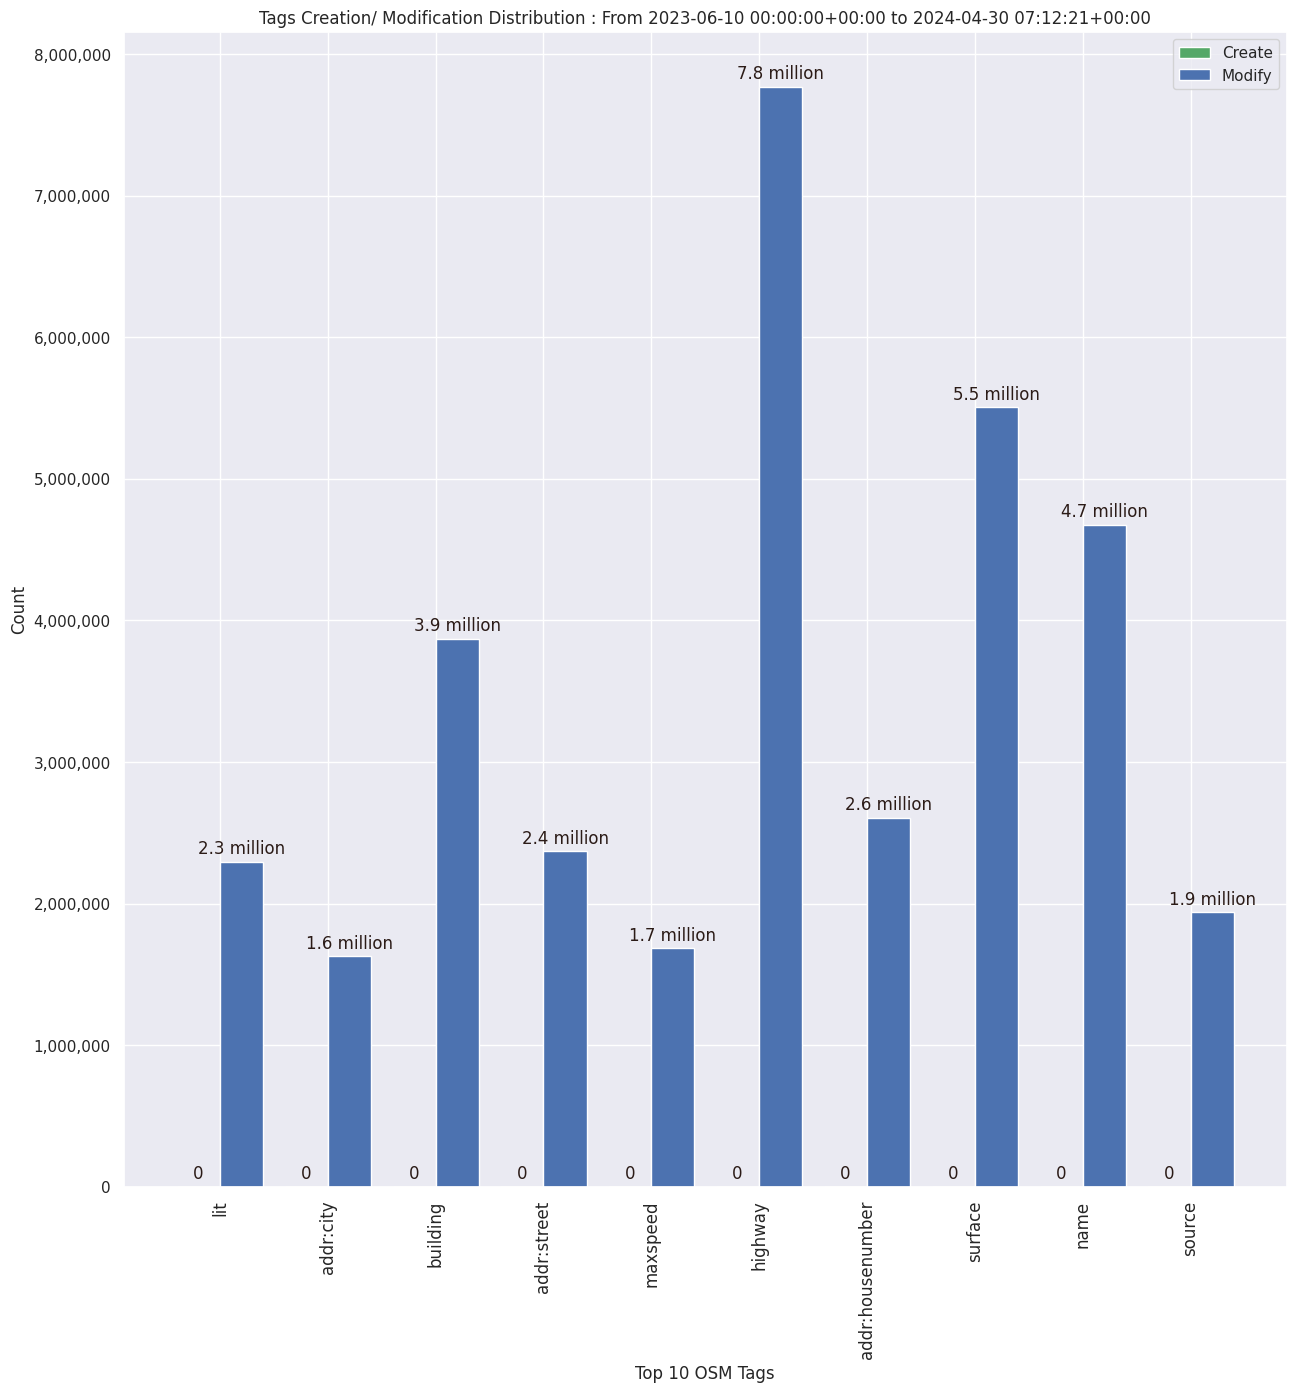 Tags Creation/ Modification Distribution : From 2023-06-10 00:00:00+00:00 to 2024-04-30 07:12:21+00:00
Create
Modify
8,000,000
7,000,000
6,000,000
5,000,000
4,000,000
3,000,000
2,000,000
1,000,000
0
Count
2.3 million
1.6 million
3.9 million
2.4 million
1.7 million
7.8 million
2.6 million
5.5 million
4.7 million
1.9 million
0 0 0 0 0 0 0 0 0 0
lit
addr:city
building
addr:street
maxspeed
highway
addr:housenumber
surface
name
source
Top 10 OSM Tags